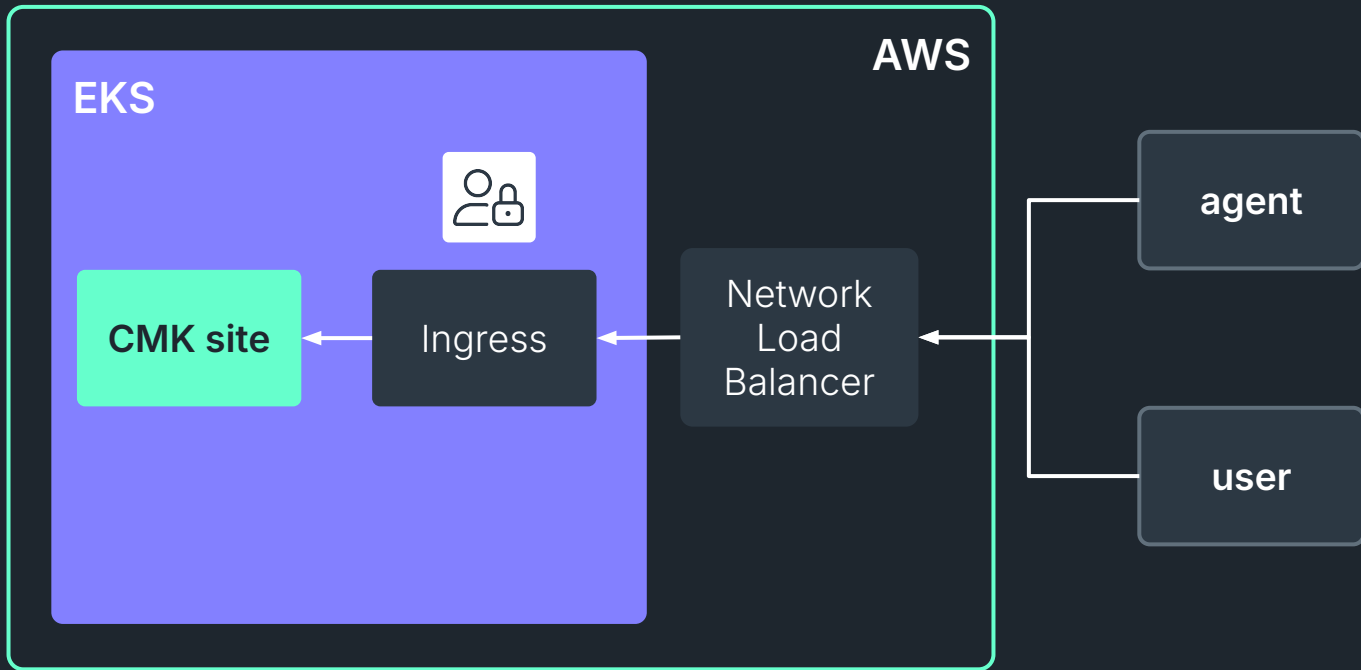 AWS
EKS
agent
Network
Load
Balancer
CMK site
Ingress
user